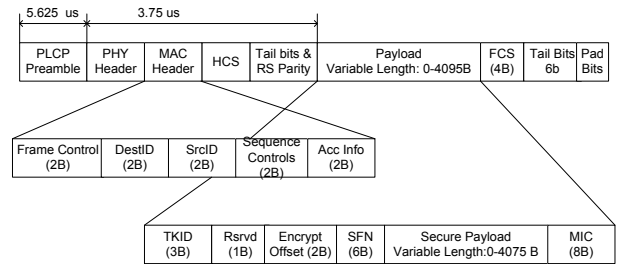 5.625 us
3.75 us
PLCP Preamble
PHY Header
MAC Header
HCS
Tail bits & RS Parity
Payload
Variable Length: 0-4095B
FCS (4B)
Tail Bits 6b
Pad Bits
Frame Control (2B)
DestID (2B)
SrcID (2B)
Sequence Controls (2B)
Acc Info (2B)
TKID (3B)
Rsrvd (1B)
Encrypt Offset (2B)
SFN (6B)
Secure Payload
Variable Length:0-4075 B
MIC (8B)